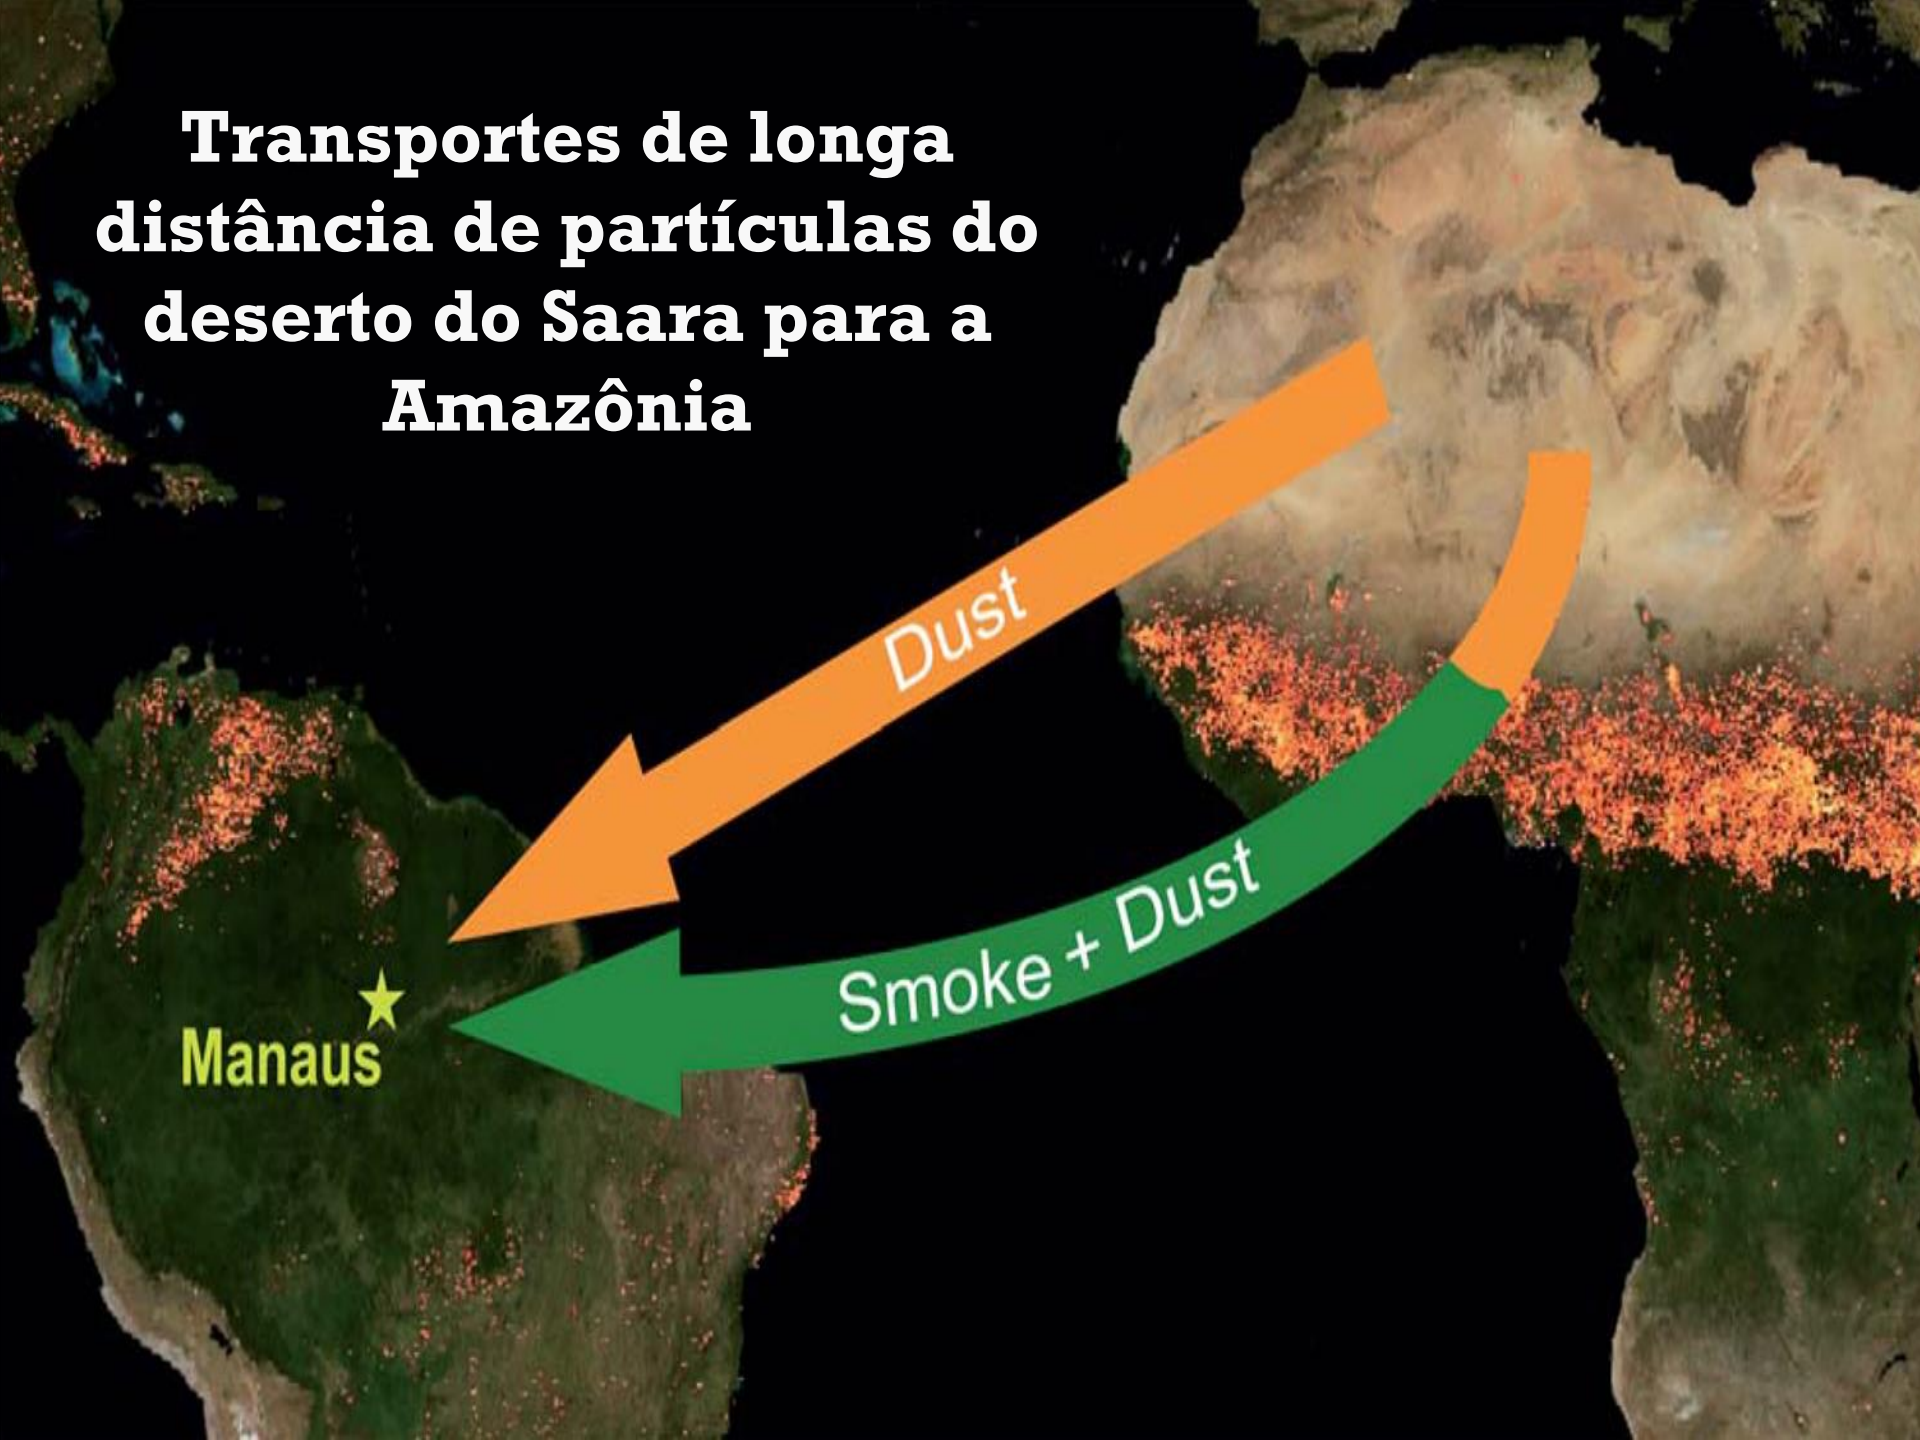 Transportes de longa
distância de partículas do
deserto do Saara para a
Amazônia
Dust
Smoke + Dust
Manaus